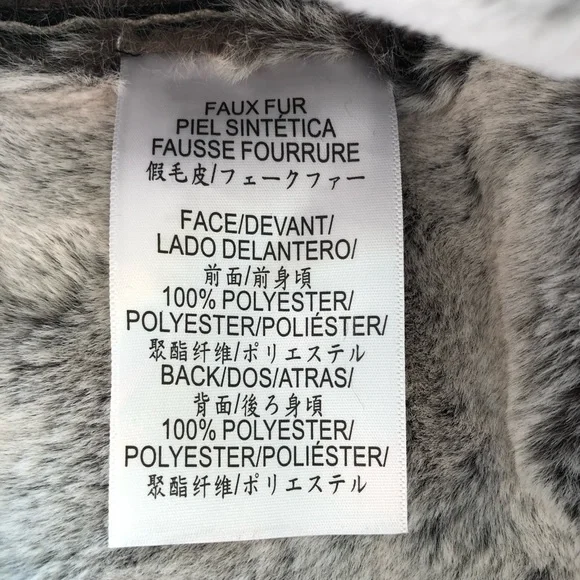 FAUX FUR
PIEL SINTÉTICA
FAUSSE FOURRURE
假毛皮/フェークファー
FACE/DEVANT/
LADO DELANTERO/
前面/前身頃
100% POLYESTER/
POLYESTER/POLIÉSTER/
聚酯纤维/ポリエステル
BACK/DOS/ATRAS/
背面/後ろ身頃
100% POLYESTER/
POLYESTER/POLIÉSTER/
聚酯纤维/ポリエステル